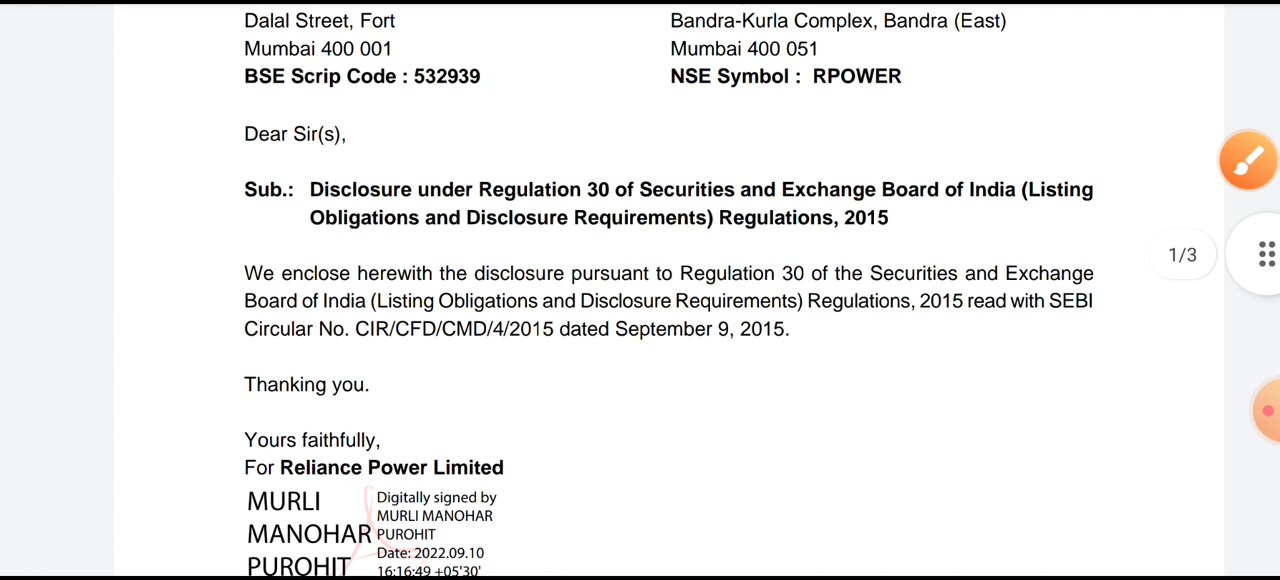 Dalal Street, Fort
Mumbai 400 001
BSE Scrip Code : 532939
Bandra-Kurla Complex, Bandra (East)
Mumbai 400 051
NSE Symbol : RPOWER
Dear Sir(s),
Sub.: Disclosure under Regulation 30 of Securities and Exchange Board of India (Listing
Obligations and Disclosure Requirements) Regulations, 2015
We enclose herewith the disclosure pursuant to Regulation 30 of the Securities and Exchange
Board of India (Listing Obligations and Disclosure Requirements) Regulations, 2015 read with SEBI
Circular No. CIR/CFD/CMD/4/2015 dated September 9, 2015.
Thanking you.
Yours faithfully,
For Reliance Power Limited
MURLI
MANOHAR
PUROHIT
Digitally signed by
MURLI MANOHAR
PUROHIT
Date: 2022.09.10
16:16:49 +05'30'
1/3